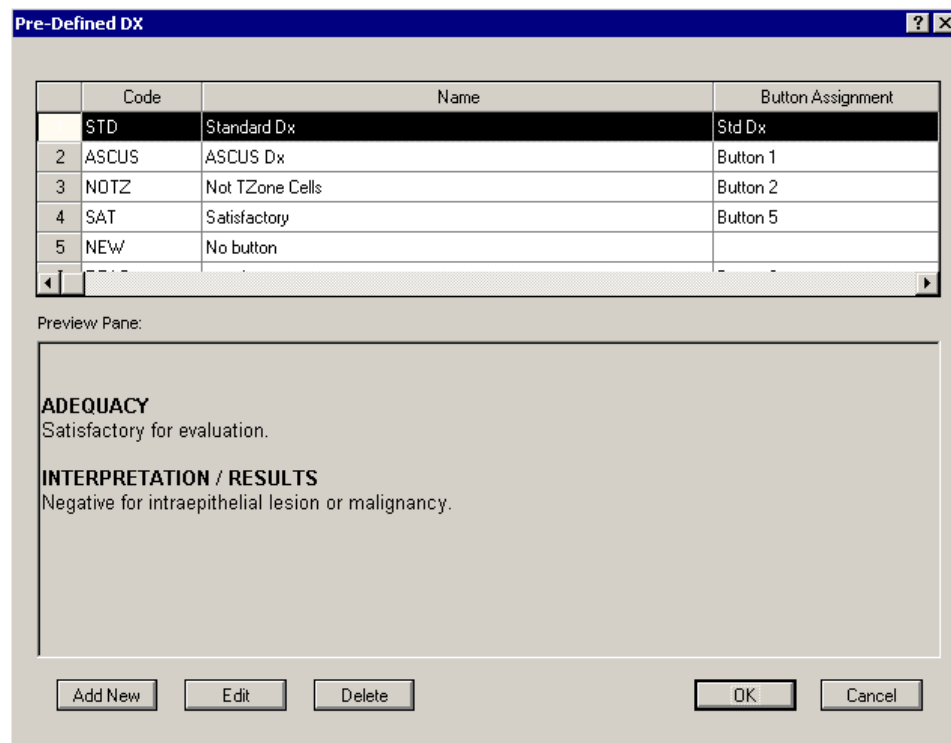 Pre-Defined DX
Code Name Button Assignment
STD Standard Dx Std Dx
2 ASCUS ASCUS Dx Button 1
3 NOTZ Not TZone Cells Button 2
4 SAT Satisfactory Button 5
5 NEW No button
Preview Pane:
ADEQUACY
Satisfactory for evaluation.
INTERPRETATION / RESULTS
Negative for intraepithelial lesion or malignancy.
Add New Edit Delete OK Cancel